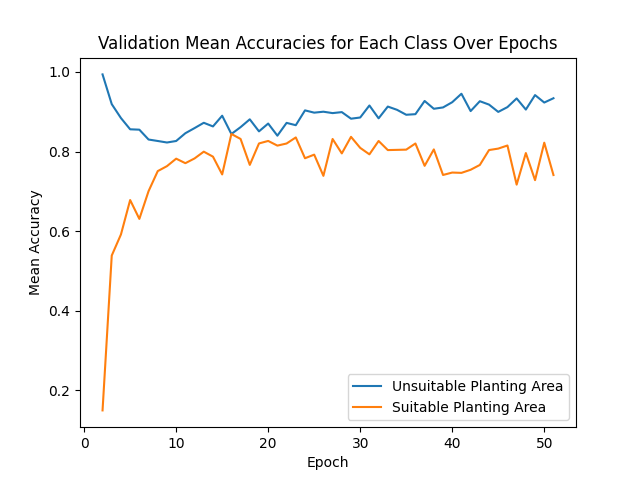 Validation Mean Accuracies for Each Class Over Epochs
1.0
0.8
0.6
0.4
0.2
Mean Accuracy
0
10
20
30
40
50
Epoch
Unsuitable Planting Area
Suitable Planting Area